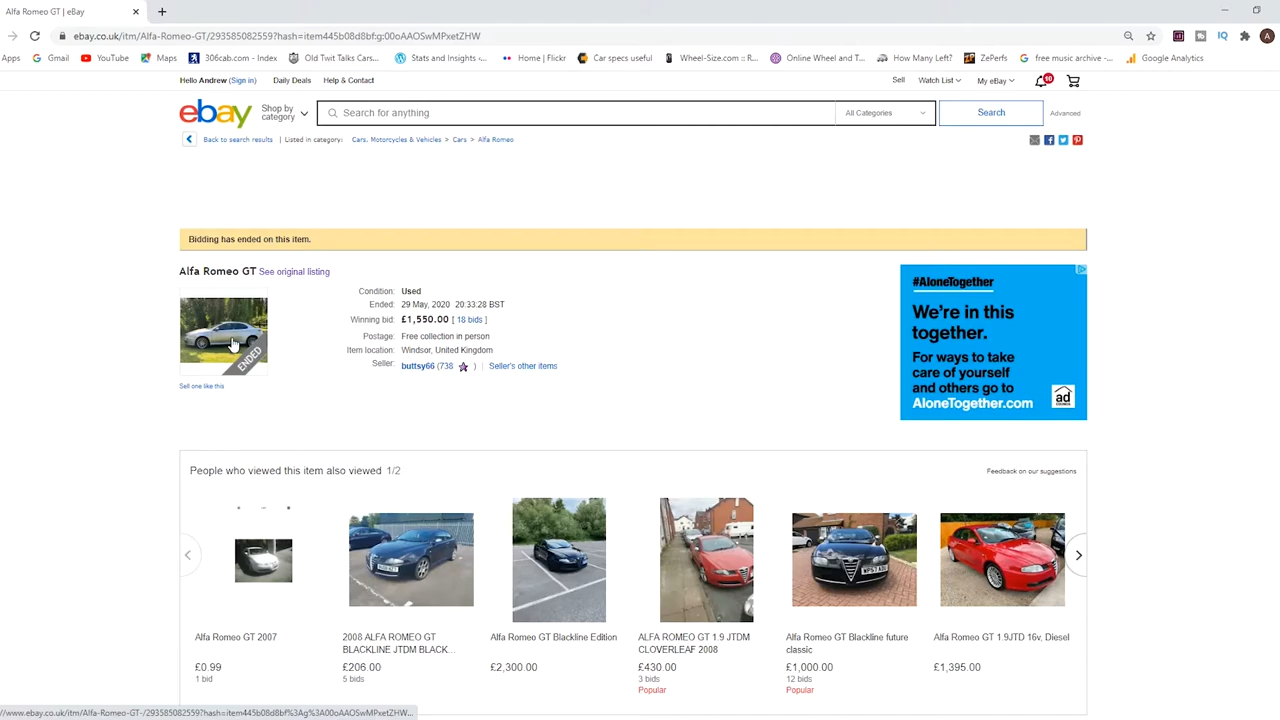 Alfa Romeo GT | eBay
ebay.co.uk/itm/Alfa-Romeo-GT/293585082559?hash=item445b08d8bf:g:00oAAOSwMPxetZHW
Apps Gmail YouTube Maps 306cab.com - Index Old Twit Talks Cars... Stats and Insights ‹... Home | Flickr Car specs useful Wheel-Size.com ::R... Online Wheel and T... How Many Left? ZePerfs free music archive -... Google Analytics
Hello Andrew (Sign in) Daily Deals Help & Contact Sell Watch List My eBay
ebay Shop by category Search for anything All Categories Search Advanced
Back to search results | Listed in category: Cars, Motorcycles & Vehicles > Cars > Alfa Romeo
Bidding has ended on this item.
Alfa Romeo GT See original listing
ENDED
Sell one like this
Condition: Used
Ended: 29 May, 2020 20:33:28 BST
Winning bid: £1,550.00 [ 18 bids ]
Postage: Free collection in person
Item location: Windsor, United Kingdom
Seller: buttsy66 (738 ) | Seller's other items
#AloneTogether
We're in this
together.
For ways to take
care of yourself
and others go to
AloneTogether.com
ad
People who viewed this item also viewed 1/2
Feedback on our suggestions
Alfa Romeo GT 2007
£0.99
1 bid
2008 ALFA ROMEO GT
BLACKLINE JTDM BLACK...
£206.00
5 bids
Alfa Romeo GT Blackline Edition
£2,300.00
ALFA ROMEO GT 1.9 JTDM
CLOVERLEAF 2008
£430.00
3 bids
Popular
Alfa Romeo GT Blackline future
classic
£1,000.00
12 bids
Popular
Alfa Romeo GT 1.9JTD 16v, Diesel
£1,395.00
//www.ebay.co.uk/itm/Alfa-Romeo-GT-/293585082559?hash=item445b08d8bf%3Ag%3A00oAAOSwMPxetZHW...